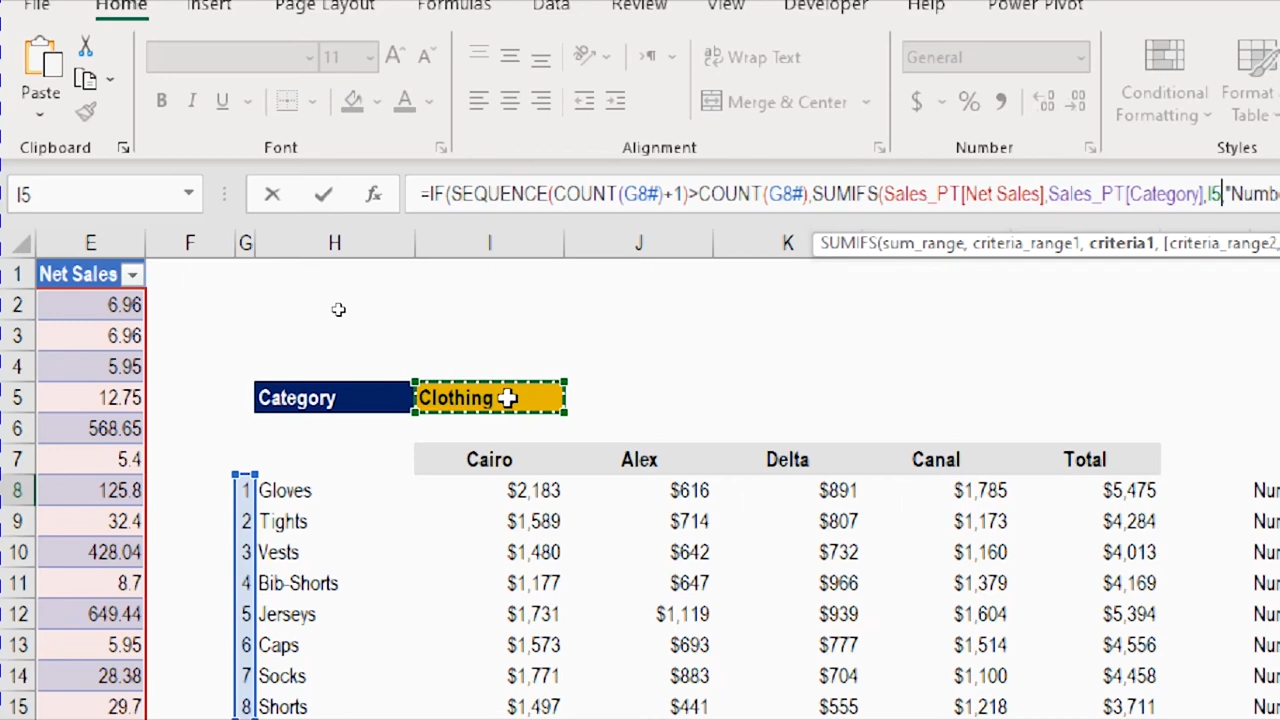 File Home Insert Page Layout Formulas Data Review View Developer Help Power Pivot
11 A^ A˅ ab Wrap Text General
Paste B I U A Merge & Center $ % Conditional Formatting Format Table
Clipboard Font Alignment Number Styles
I5 fx =IF(SEQUENCE(COUNT(G8#)+1)>COUNT(G8#),SUMIFS(Sales_PT[Net Sales],Sales_PT[Category],I5,"Numb
E F G H I J K SUMIFS(sum_range, criteria_range1, criteria1, [criteria_range2,
1 Net Sales
2 6.96
3 6.96
4 5.95
5 12.75 Category Clothing
6 568.65
7 5.4 Cairo Alex Delta Canal Total
8 125.8 1 Gloves $2,183 $616 $891 $1,785 $5,475 Nur
9 32.4 2 Tights $1,589 $714 $807 $1,173 $4,284 Nur
10 428.04 3 Vests $1,480 $642 $732 $1,160 $4,013 Nur
11 8.7 4 Bib-Shorts $1,177 $647 $966 $1,379 $4,169 Nur
12 649.44 5 Jerseys $1,731 $1,119 $939 $1,604 $5,394 Nur
13 5.95 6 Caps $1,573 $693 $777 $1,514 $4,556 Nur
14 28.38 7 Socks $1,771 $883 $704 $1,100 $4,458 Nur
15 29.7 8 Shorts $1,497 $441 $555 $1,218 $3,711 Nur